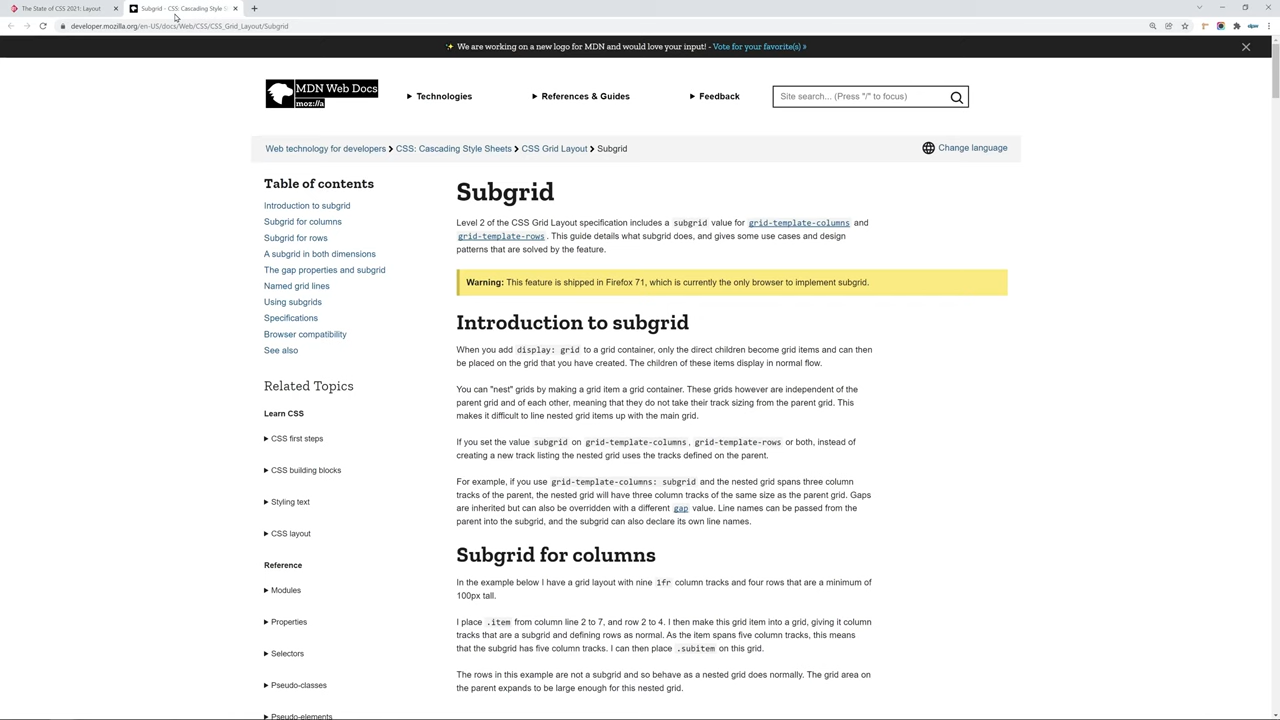 The State of CSS 2021: Layout
Subgrid - CSS: Cascading Style S
developer.mozilla.org/en-US/docs/Web/CSS/CSS_Grid_Layout/Subgrid
✨ We are working on a new logo for MDN and would love your input! - Vote for your favorite(s) »
MDN Web Docs
moz://a
Technologies
References & Guides
Feedback
Site search... (Press "/" to focus)
Web technology for developers › CSS: Cascading Style Sheets › CSS Grid Layout › Subgrid
Change language
Table of contents
Introduction to subgrid
Subgrid for columns
Subgrid for rows
A subgrid in both dimensions
The gap properties and subgrid
Named grid lines
Using subgrids
Specifications
Browser compatibility
See also
Related Topics
Learn CSS
CSS first steps
CSS building blocks
Styling text
CSS layout
Reference
Modules
Properties
Selectors
Pseudo-classes
Pseudo-elements
Subgrid
Level 2 of the CSS Grid Layout specification includes a subgrid value for grid-template-columns and
grid-template-rows. This guide details what subgrid does, and gives some use cases and design
patterns that are solved by the feature.
Warning: This feature is shipped in Firefox 71, which is currently the only browser to implement subgrid.
Introduction to subgrid
When you add display: grid to a grid container, only the direct children become grid items and can then
be placed on the grid that you have created. The children of these items display in normal flow.
You can "nest" grids by making a grid item a grid container. These grids however are independent of the
parent grid and of each other, meaning that they do not take their track sizing from the parent grid. This
makes it difficult to line nested grid items up with the main grid.
If you set the value subgrid on grid-template-columns, grid-template-rows or both, instead of
creating a new track listing the nested grid uses the tracks defined on the parent.
For example, if you use grid-template-columns: subgrid and the nested grid spans three column
tracks of the parent, the nested grid will have three column tracks of the same size as the parent grid. Gaps
are inherited but can also be overridden with a different gap value. Line names can be passed from the
parent into the subgrid, and the subgrid can also declare its own line names.
Subgrid for columns
In the example below I have a grid layout with nine 1fr column tracks and four rows that are a minimum of
100px tall.
I place .item from column line 2 to 7, and row 2 to 4. I then make this grid item into a grid, giving it column
tracks that are a subgrid and defining rows as normal. As the item spans five column tracks, this means
that the subgrid has five column tracks. I can then place .subitem on this grid.
The rows in this example are not a subgrid and so behave as a nested grid does normally. The grid area on
the parent expands to be large enough for this nested grid.